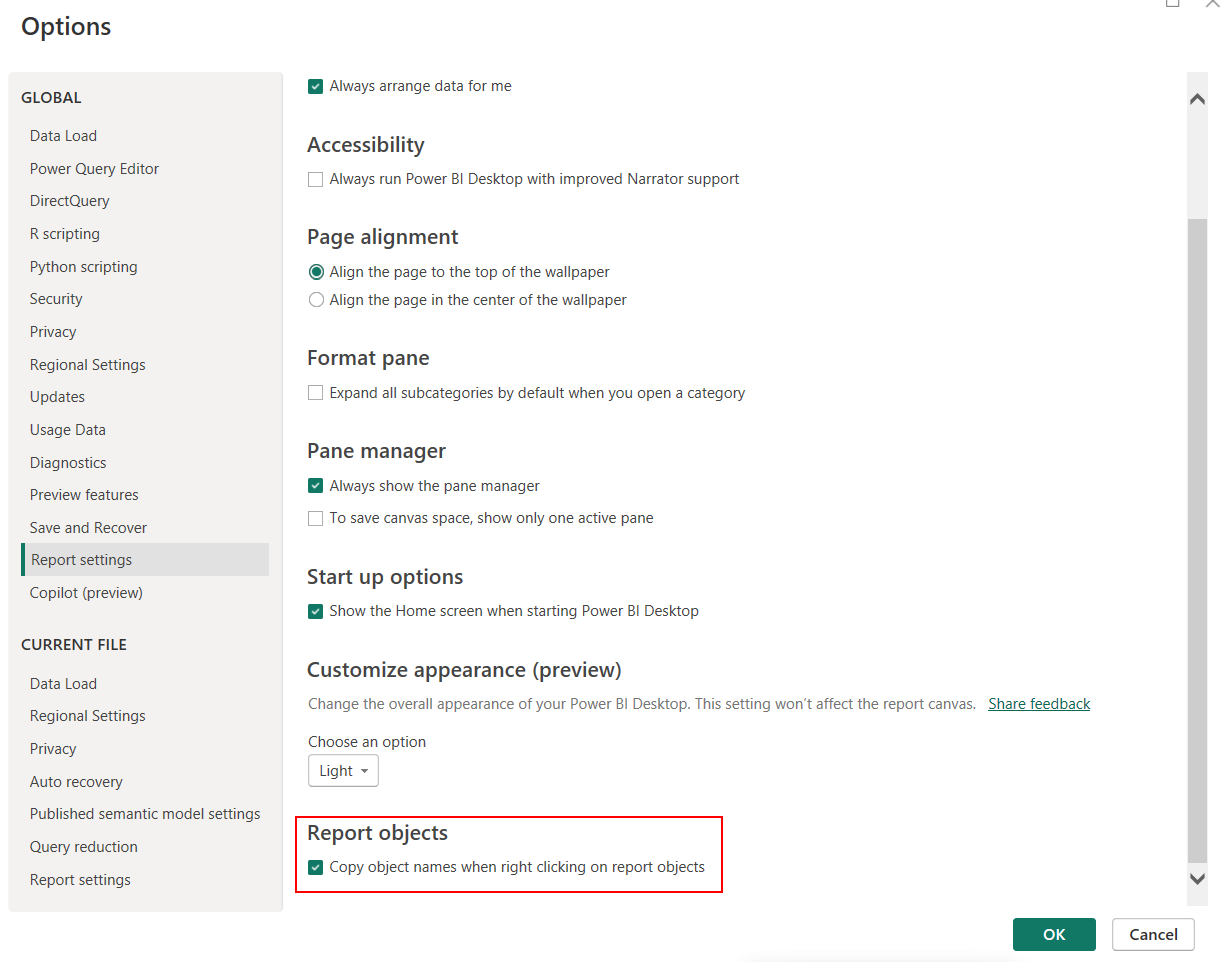 Options
GLOBAL
Data Load
Power Query Editor
DirectQuery
R scripting
Python scripting
Security
Privacy
Regional Settings
Updates
Usage Data
Diagnostics
Preview features
Save and Recover
Report settings
Copilot (preview)
CURRENT FILE
Data Load
Regional Settings
Privacy
Auto recovery
Published semantic model settings
Query reduction
Report settings
Always arrange data for me
Accessibility
Always run Power BI Desktop with improved Narrator support
Page alignment
Align the page to the top of the wallpaper
Align the page in the center of the wallpaper
Format pane
Expand all subcategories by default when you open a category
Pane manager
Always show the pane manager
To save canvas space, show only one active pane
Start up options
Show the Home screen when starting Power BI Desktop
Customize appearance (preview)
Change the overall appearance of your Power BI Desktop. This setting won’t affect the report canvas. Share feedback
Choose an option
Light
Report objects
Copy object names when right clicking on report objects
OK
Cancel